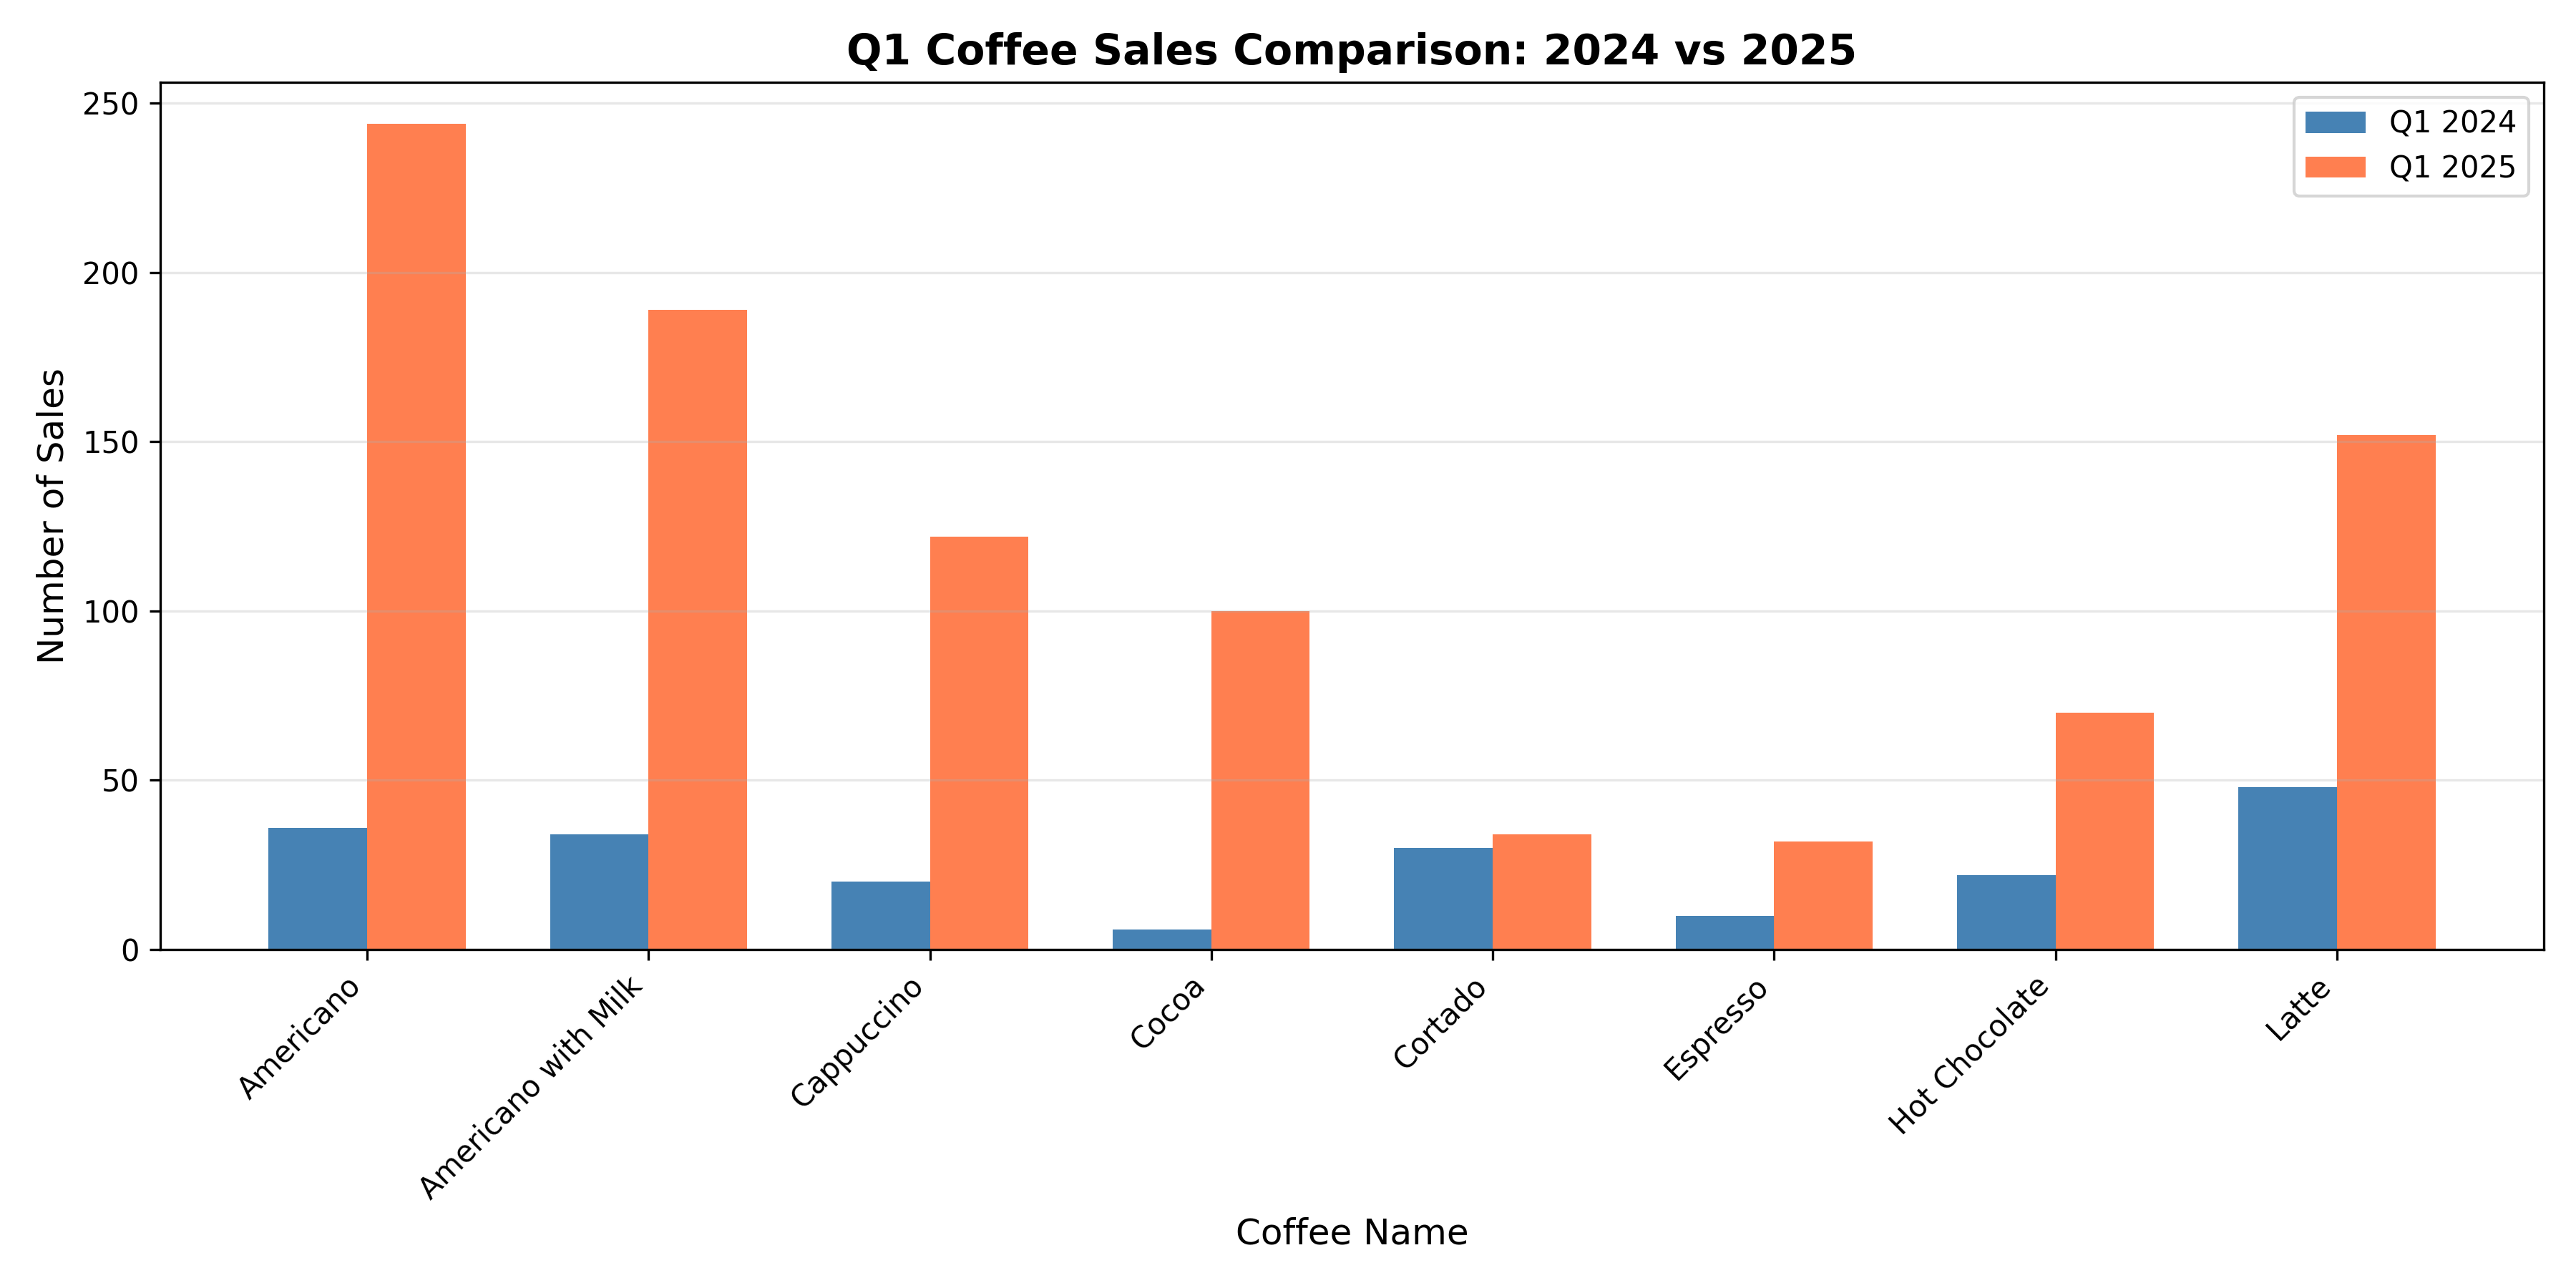 Q1 Coffee Sales Comparison: 2024 vs 2025
250
200
150
100
50
0
Number of Sales
Q1 2024
Q1 2025
Americano
Americano with Milk
Cappuccino
Cocoa
Cortado
Espresso
Hot Chocolate
Latte
Coffee Name